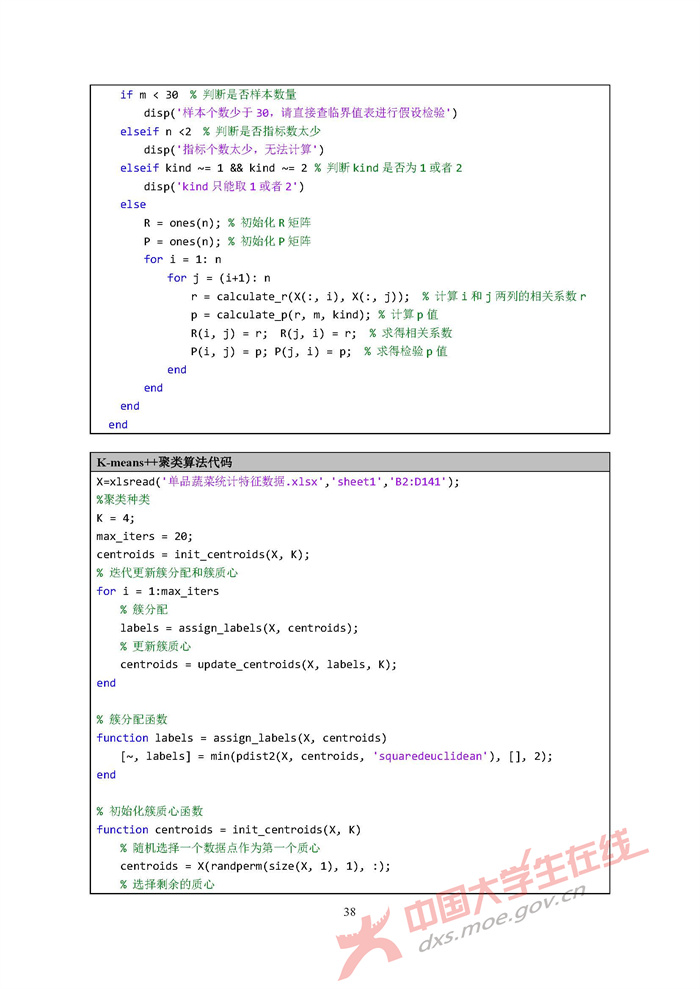 if m < 30  % 判断是否样本数量
disp('样本个数少于 30，请直接查临界值表进行假设检验')
elseif n <2  % 判断是否指标数太少
disp('指标个数太少，无法计算')
elseif kind ~= 1 && kind ~= 2 % 判断 kind 是否为 1 或者 2
disp('kind 只能取 1 或者 2')
else
R = ones(n); % 初始化 R 矩阵
P = ones(n); % 初始化 P 矩阵
for i = 1: n
for j = (i+1): n
r = calculate_r(X(:, i), X(:, j));  % 计算 i 和 j 两列的相关系数 r
p = calculate_p(r, m, kind); % 计算 p 值
R(i, j) = r;  R(j, i) = r;  % 求得相关系数
P(i, j) = p; P(j, i) = p;  % 求得检验 p 值
end
end
end
end
K-means++聚类算法代码
X=xlsread('单品蔬菜统计特征数据.xlsx','sheet1','B2:D141');
%聚类种类
K = 4;
max_iters = 20;
centroids = init_centroids(X, K);
% 迭代更新簇分配和簇质心
for i = 1:max_iters
% 簇分配
labels = assign_labels(X, centroids);
% 更新簇质心
centroids = update_centroids(X, labels, K);
end
% 簇分配函数
function labels = assign_labels(X, centroids)
[~, labels] = min(pdist2(X, centroids, 'squaredeuclidean'), [], 2);
end
% 初始化簇质心函数
function centroids = init_centroids(X, K)
% 随机选择一个数据点作为第一个质心
centroids = X(randperm(size(X, 1), 1), :);
% 选择剩余的质心
38
中国大学生在线
dxs.moe.gov.cn